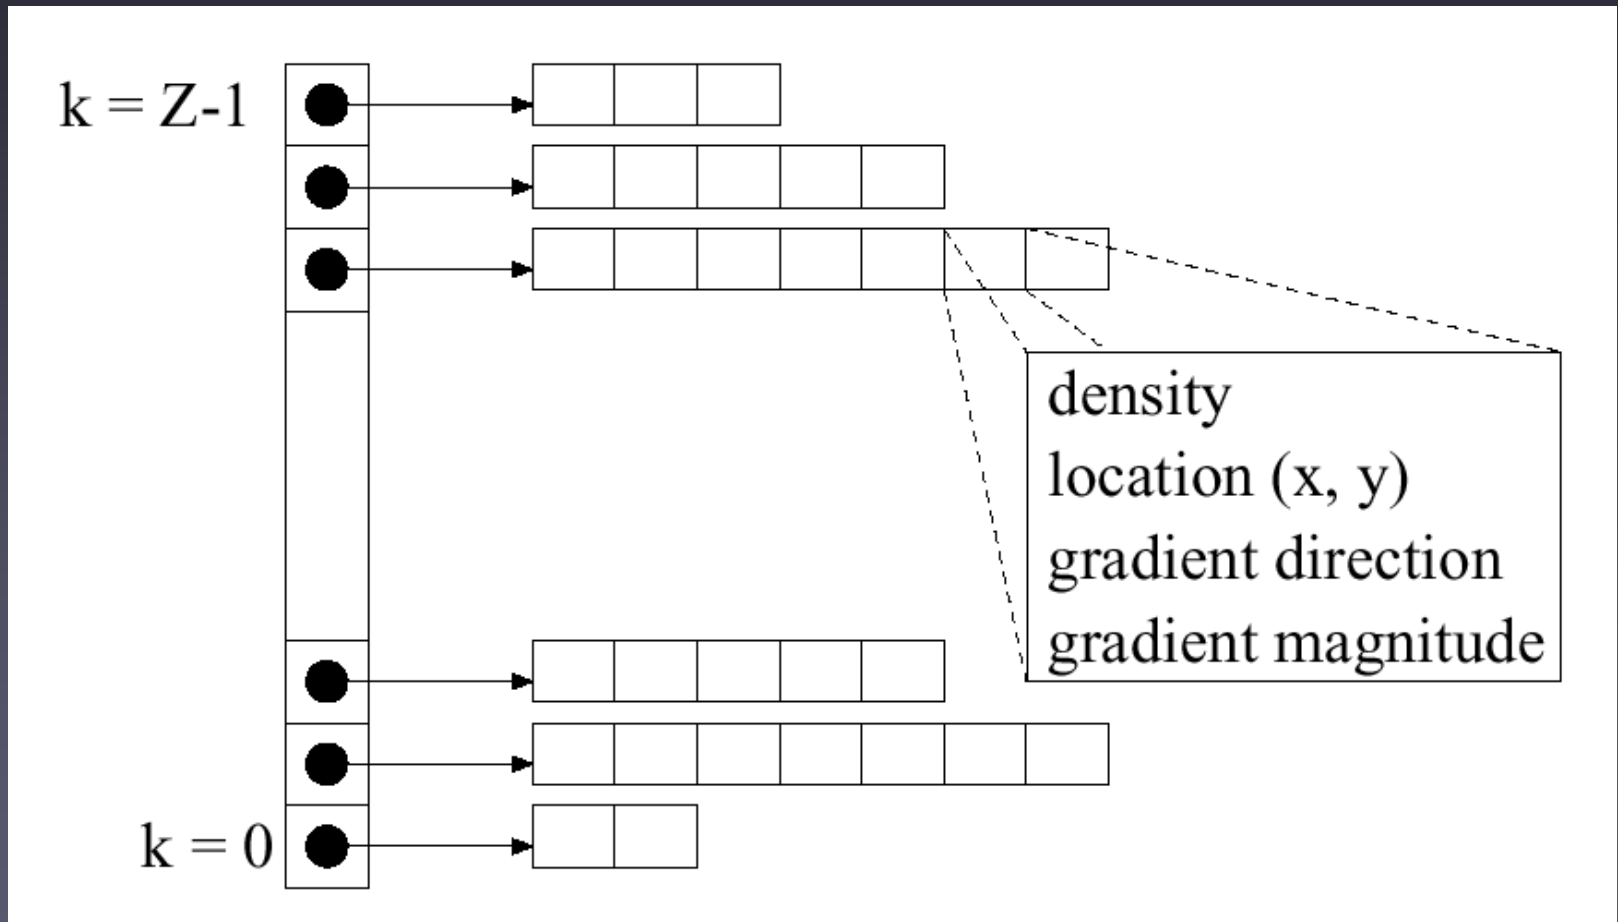 k = Z-1
density
location (x, y)
gradient direction
gradient magnitude
k = 0